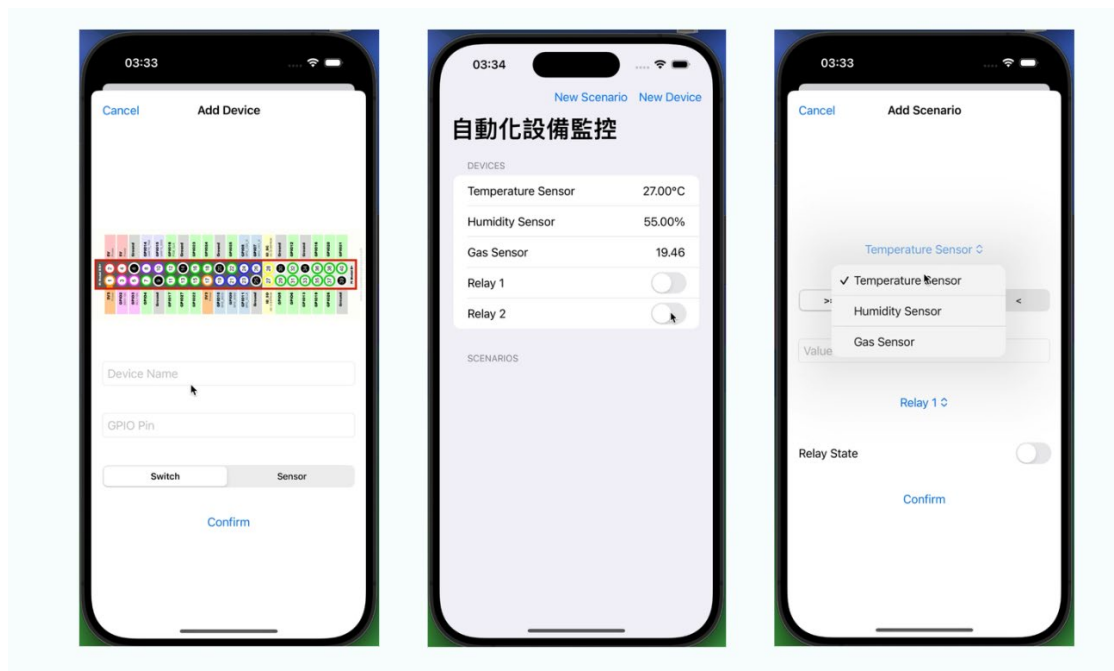 03:33
Cancel
Add Device
Device Name
GPIO Pin
Switch
Sensor
Confirm
03:34
New Scenario
New Device
自動化設備監控
DEVICES
Temperature Sensor
27.00°C
Humidity Sensor
55.00%
Gas Sensor
19.46
Relay 1
Relay 2
SCENARIOS
03:33
Cancel
Add Scenario
Temperature Sensor
✓ Temperature Sensor
Humidity Sensor
Gas Sensor
<
Value
Relay 1
Relay State
Confirm